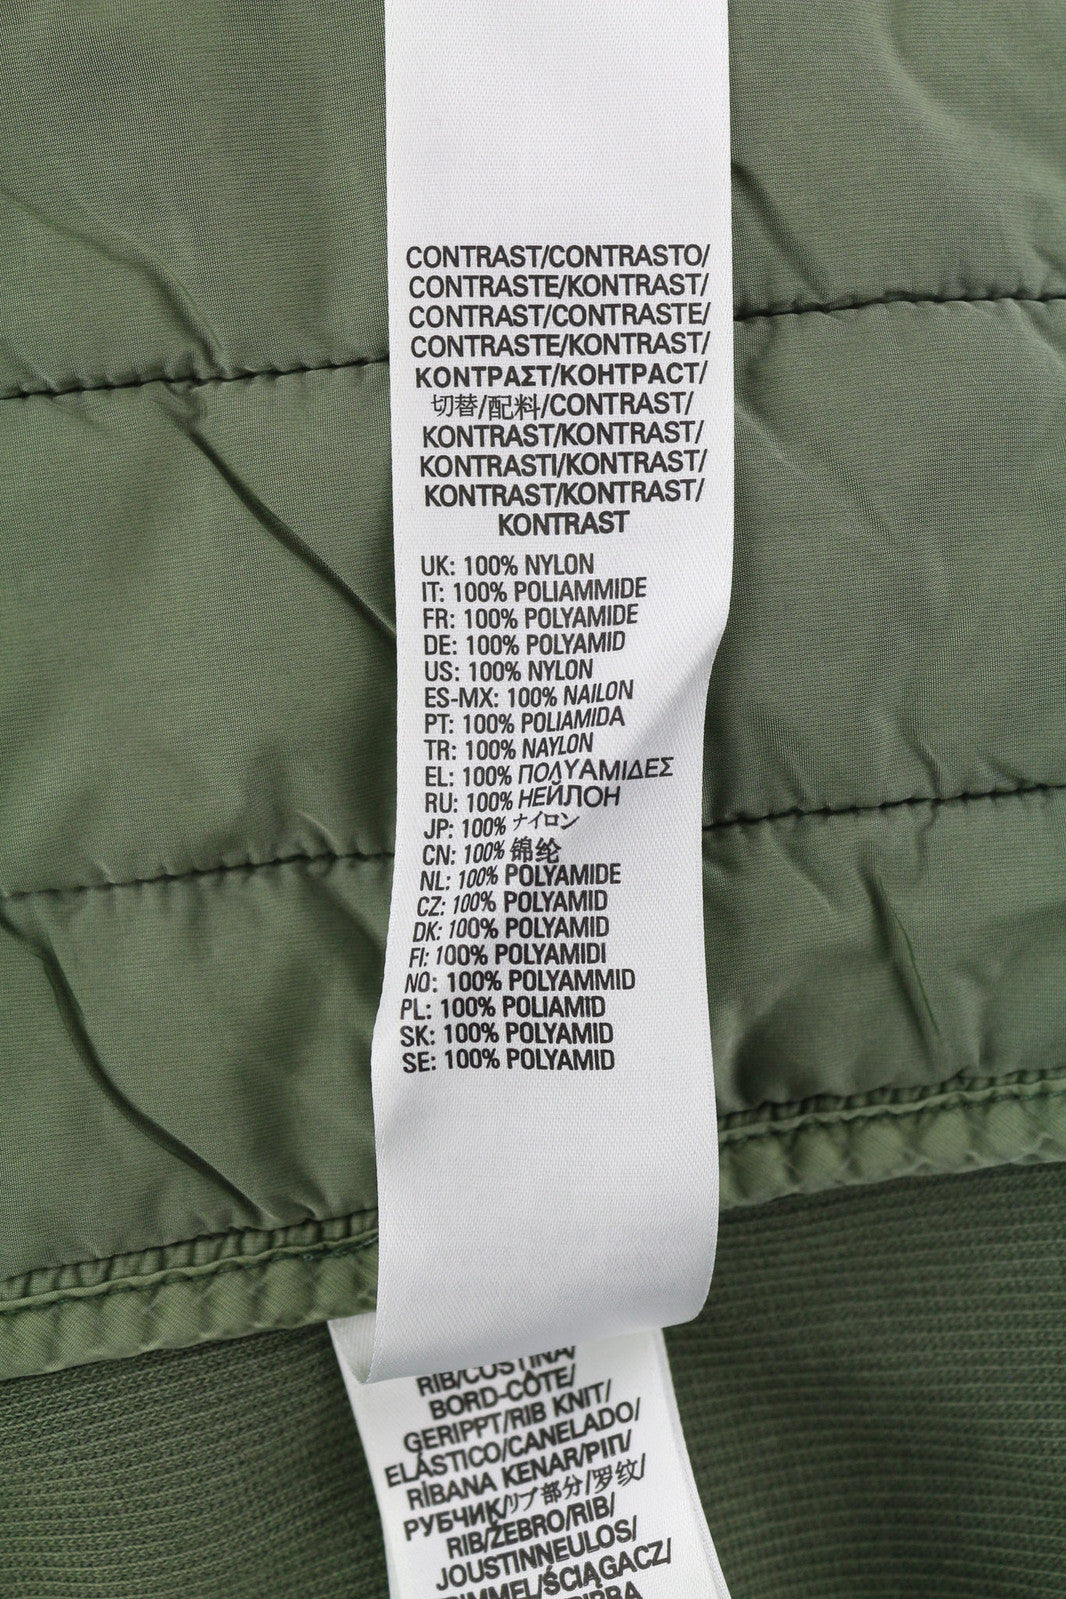 CONTRAST/CONTRASTO/
CONTRASTE/KONTRAST/
CONTRAST/CONTRASTE/
CONTRASTE/KONTRAST/
ΚΟΝΤΡΑΣΤ/КОНТРАСТ/
切替/配料/CONTRAST/
KONTRAST/KONTRAST/
KONTRASTI/KONTRAST/
KONTRAST/KONTRAST/
KONTRAST
UK: 100% NYLON
IT: 100% POLIAMMIDE
FR: 100% POLYAMIDE
DE: 100% POLYAMID
US: 100% NYLON
ES-MX: 100% NAILON
PT: 100% POLIAMIDA
TR: 100% NAYLON
EL: 100% ΠΟΛΥΑΜΙΔΕΣ
RU: 100% НЕЙЛОН
JP: 100% ナイロン
CN: 100% 锦纶
NL: 100% POLYAMIDE
CZ: 100% POLYAMID
DK: 100% POLYAMID
FI: 100% POLYAMIDI
NO: 100% POLYAMMID
PL: 100% POLIAMID
SK: 100% POLYAMID
SE: 100% POLYAMID
RIB/COSTINA/
BORD-CÔTE/
GERIPPT/RIB KNIT/
ELÁSTICO/CANELADO/
RİBANA KENAR/ΡΙΠ/
РУБЧИК/リブ部分/罗纹/
RIB/ŽEBRO/RIB/
JOUSTINNEULOS/
/ŚCIĄGACZ/